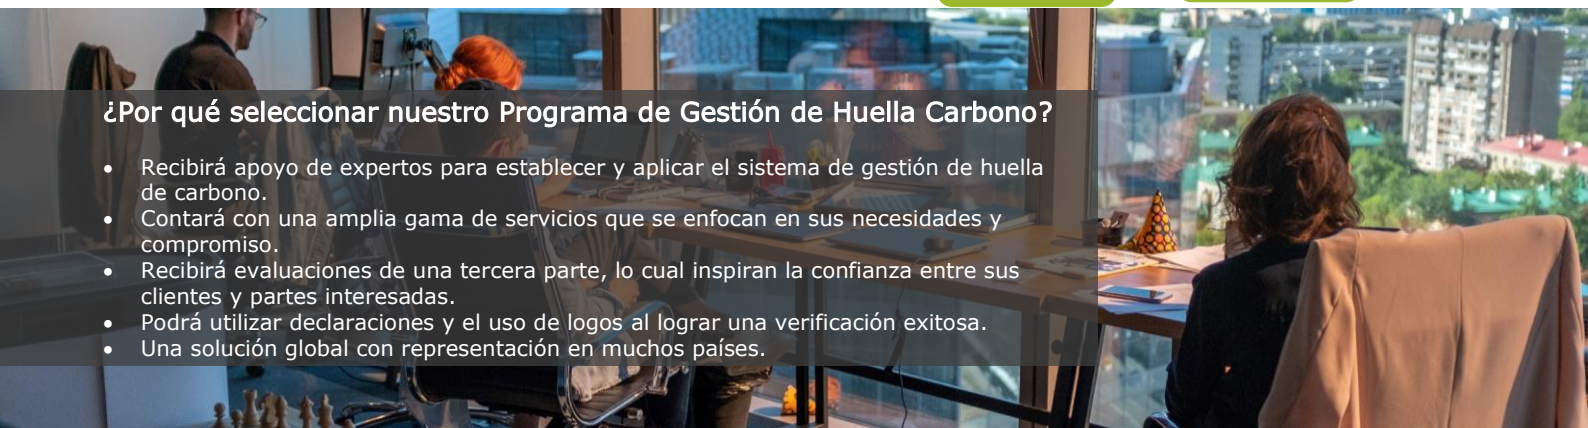 ¿Por qué seleccionar nuestro Programa de Gestión de Huella Carbono?
• Recibirá apoyo de expertos para establecer y aplicar el sistema de gestión de huella
de carbono.
• Contará con una amplia gama de servicios que se enfocan en sus necesidades y
compromiso.
• Recibirá evaluaciones de una tercera parte, lo cual inspiran la confianza entre sus
clientes y partes interesadas.
• Podrá utilizar declaraciones y el uso de logos al lograr una verificación exitosa.
• Una solución global con representación en muchos países.